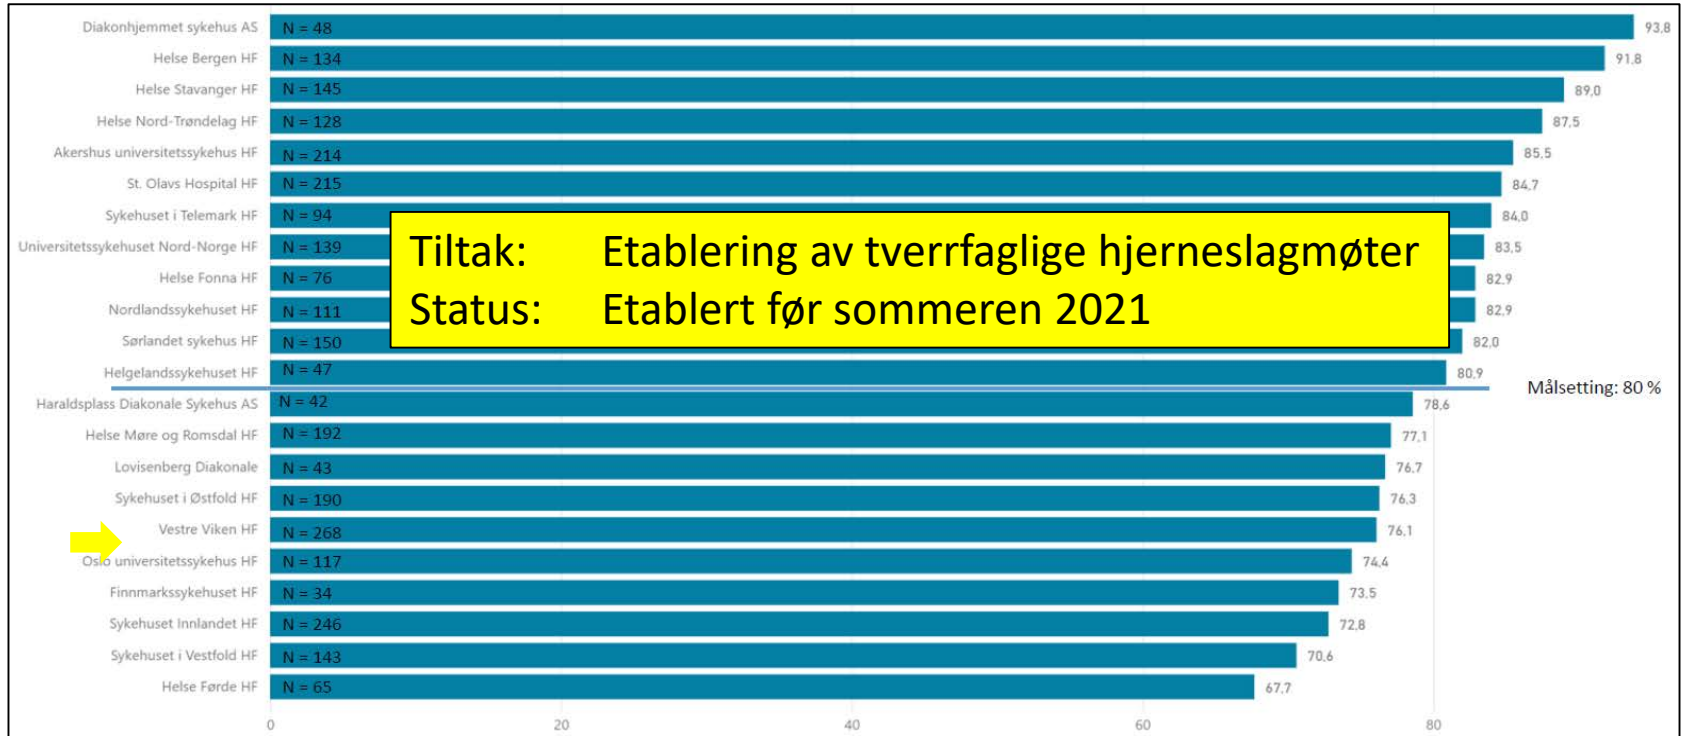 Diakonhjemmet sykehus AS N = 48 93,8
Helse Bergen HF N = 134 91,8
Helse Stavanger HF N = 145 89,0
Helse Nord-Trøndelag HF N = 128 87,5
Akershus universitetssykehus HF N = 214 85,5
St. Olavs Hospital HF N = 215 84,7
Sykehuset i Telemark HF N = 94 84,0
Universitetssykehuset Nord-Norge HF N = 139 83,5
Helse Fonna HF N = 76 82,9
Nordlandssykehuset HF N = 111 82,9
Sørlandet sykehus HF N = 150 82,0
Helgelandssykehuset HF N = 47 80,9
Tiltak: Etablering av tverrfaglige hjerneslagmøter
Status: Etablert før sommeren 2021
Målsetting: 80 %
Haraldsplass Diakonale Sykehus AS N = 42 78,6
Helse Møre og Romsdal HF N = 192 77,1
Lovisenberg Diakonale N = 43 76,7
Sykehuset i Østfold HF N = 190 76,3
Vestre Viken HF N = 268 76,1
Oslo universitetssykehus HF N = 117 74,4
Finnmarkssykehuset HF N = 34 73,5
Sykehuset Innlandet HF N = 246 72,8
Sykehuset i Vestfold HF N = 143 70,6
Helse Førde HF N = 65 67,7
0 20 40 60 80